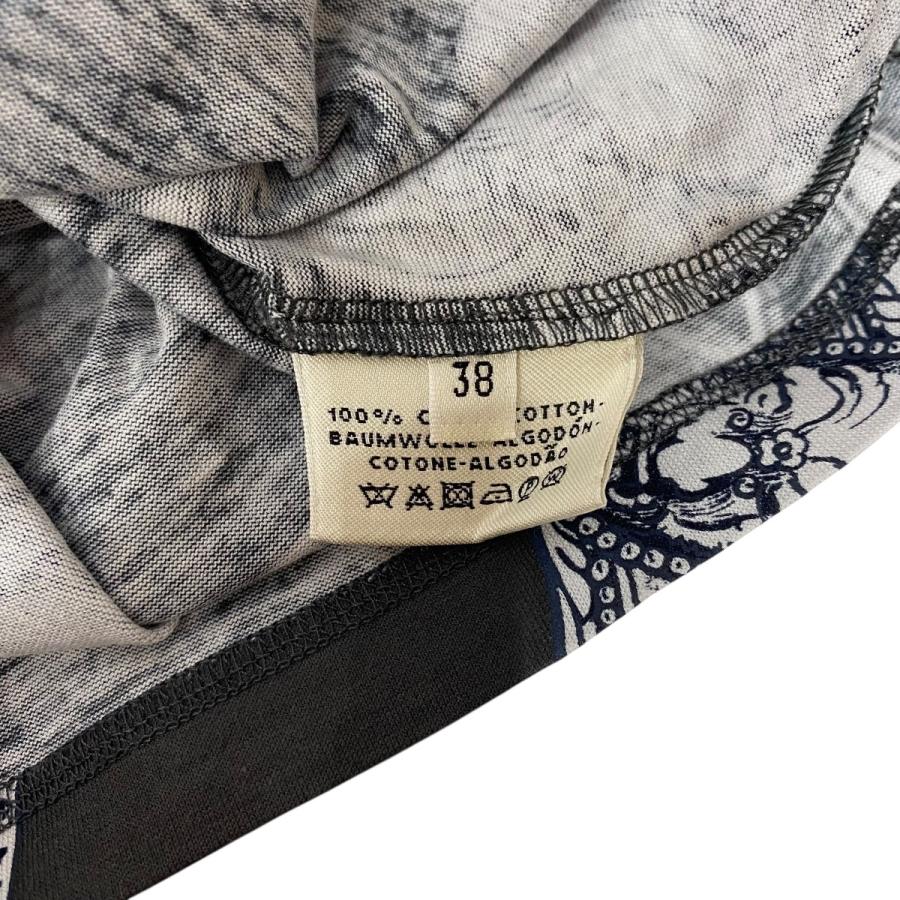 38
100% C COTTON-
BAUMWOLLE-ALGODÓN-
COTONE-ALGODÃO